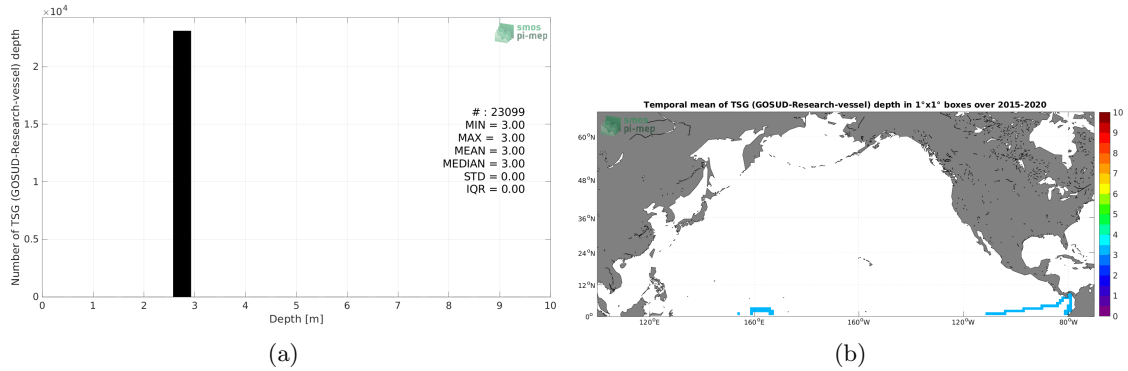 ×10⁴
smos
pi-mep
Number of TSG (GOSUD-Research-vessel) depth
2
1.5
1
0.5
0
# : 23099
MIN = 3.00
MAX = 3.00
MEAN = 3.00
MEDIAN = 3.00
STD = 0.00
IQR = 0.00
0 1 2 3 4 5 6 7 8 9 10
Depth [m]
(a)
Temporal mean of TSG (GOSUD-Research-vessel) depth in 1°x1° boxes over 2015-2020
smos
pi-mep
60°N
48°N
36°N
24°N
12°N
0°
120°E 160°E 160°W 120°W 80°W
10
9
8
7
6
5
4
3
2
1
0
(b)